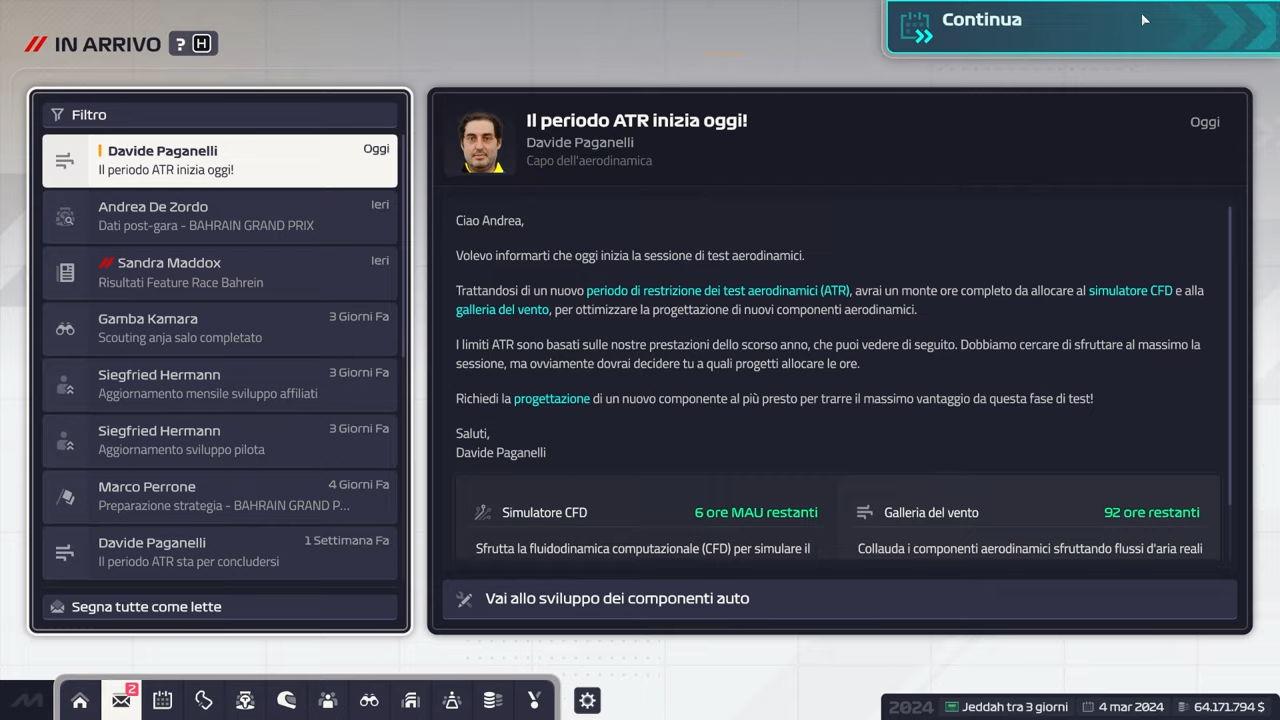 Continua
IN ARRIVO ? H
Filtro
Davide Paganelli
Oggi
Il periodo ATR inizia oggi!
Andrea De Zordo
Ieri
Dati post-gara - BAHRAIN GRAND PRIX
Sandra Maddox
Ieri
Risultati Feature Race Bahrein
Gamba Kamara
3 Giorni Fa
Scouting anja salo completato
Siegfried Hermann
3 Giorni Fa
Aggiornamento mensile sviluppo affiliati
Siegfried Hermann
3 Giorni Fa
Aggiornamento sviluppo pilota
Marco Perrone
4 Giorni Fa
Preparazione strategia - BAHRAIN GRAND P...
Davide Paganelli
1 Settimana Fa
Il periodo ATR sta per concludersi
Segna tutte come lette
Il periodo ATR inizia oggi!
Oggi
Davide Paganelli
Capo dell'aerodinamica
Ciao Andrea,
Volevo informarti che oggi inizia la sessione di test aerodinamici.
Trattandosi di un nuovo periodo di restrizione dei test aerodinamici (ATR), avrai un monte ore completo da allocare al simulatore CFD e alla
galleria del vento, per ottimizzare la progettazione di nuovi componenti aerodinamici.
I limiti ATR sono basati sulle nostre prestazioni dello scorso anno, che puoi vedere di seguito. Dobbiamo cercare di sfruttare al massimo la
sessione, ma ovviamente dovrai decidere tu a quali progetti allocare le ore.
Richiedi la progettazione di un nuovo componente al più presto per trarre il massimo vantaggio da questa fase di test!
Saluti,
Davide Paganelli
Simulatore CFD
6 ore MAU restanti
Galleria del vento
92 ore restanti
Sfrutta la fluidodinamica computazionale (CFD) per simulare il
Collauda i componenti aerodinamici sfruttando flussi d'aria reali
Vai allo sviluppo dei componenti auto
2
2024 Jeddah tra 3 giorni 4 mar 2024 64.171.794 $